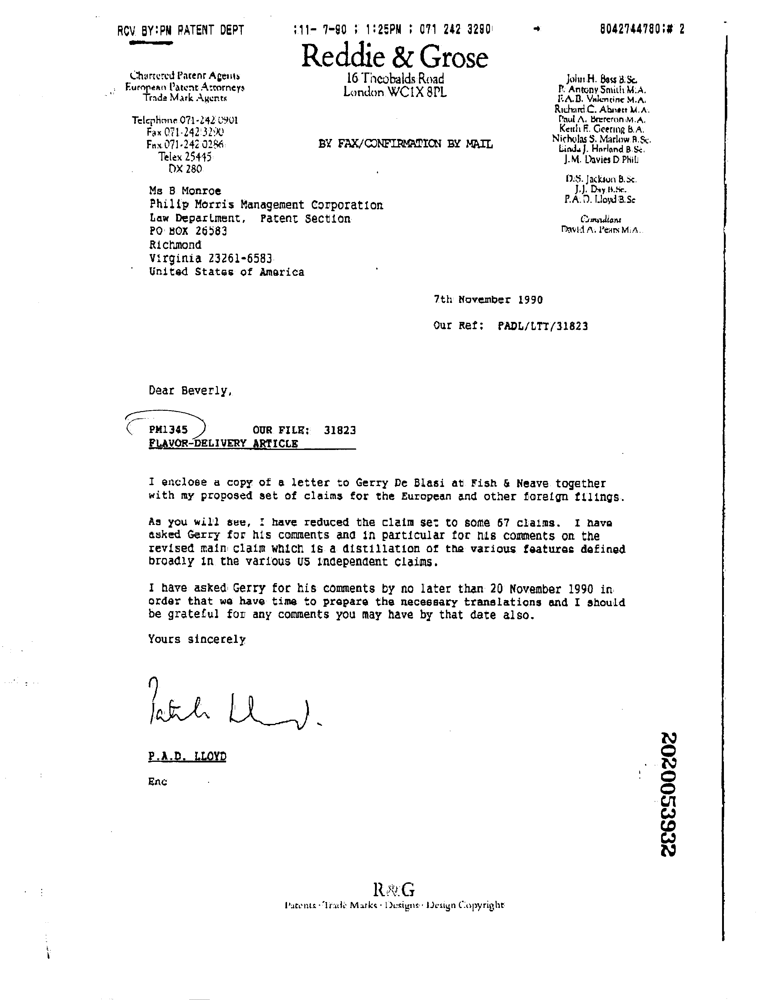 RCV BY:PM PATENT DEPT ;11- 7-90 ; 1:25PM ; 071 242 3290 → 8042744780;# 2
Reddie & Grose
16 Theobalds Road
London WC1X 8PL
Chartered Patent Agents
European Patent Attorneys
Trade Mark Agents
Telephone 071-242 0901
Fax 071-242 3290
Fax 071-242 0286
Telex 25445
DX 280
BY FAX/CONFIRMATION BY MAIL
John H. Bass B.Sc.
P. Antony Smith M.A.
F.A.B. Valentine M.A.
Richard C. Abnett M.A.
Paul A. Brereton M.A.
Keith E. Geering B.A.
Nicholas S. Marlow B.Sc.
Linda J. Harland B.Sc.
J.M. Davies D.Phil
D.S. Jackson B.Sc.
J.J. Day B.Sc.
P.A.D. Lloyd B.Sc
Consultant
David A. Pears M.A.
Ms B Monroe
Philip Morris Management Corporation
Law Department, Patent Section
PO BOX 26583
Richmond
Virginia 23261-6583
United States of America
7th November 1990
Our Ref: PADL/LTT/31823
Dear Beverly,
PM1345 OUR FILE: 31823
FLAVOR-DELIVERY ARTICLE
I enclose a copy of a letter to Gerry De Blasi at Fish & Neave together
with my proposed set of claims for the European and other foreign filings.
As you will see, I have reduced the claim set to some 67 claims. I have
asked Gerry for his comments and in particular for his comments on the
revised main claim which is a distillation of the various features defined
broadly in the various US independent claims.
I have asked Gerry for his comments by no later than 20 November 1990 in
order that we have time to prepare the necessary translations and I should
be grateful for any comments you may have by that date also.
Yours sincerely
P.A.D. LLOYD
Enc
2020053932
R&G
Patents · Trade Marks · Designs · Design Copyright